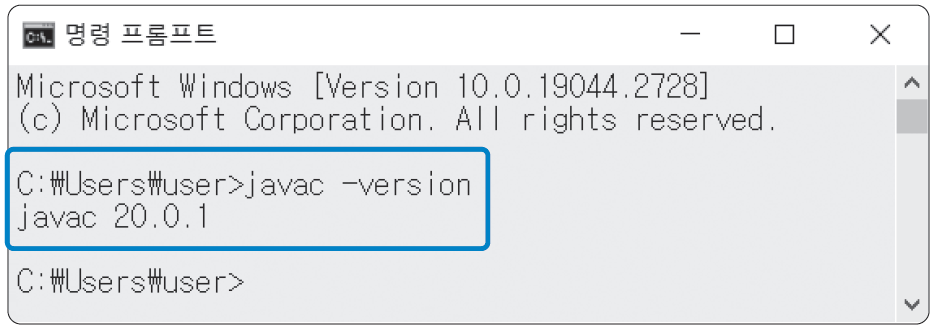 명령 프롬프트
Microsoft Windows [Version 10.0.19044.2728]
(c) Microsoft Corporation. All rights reserved.
C:₩Users₩user>javac -version
javac 20.0.1
C:₩Users₩user>